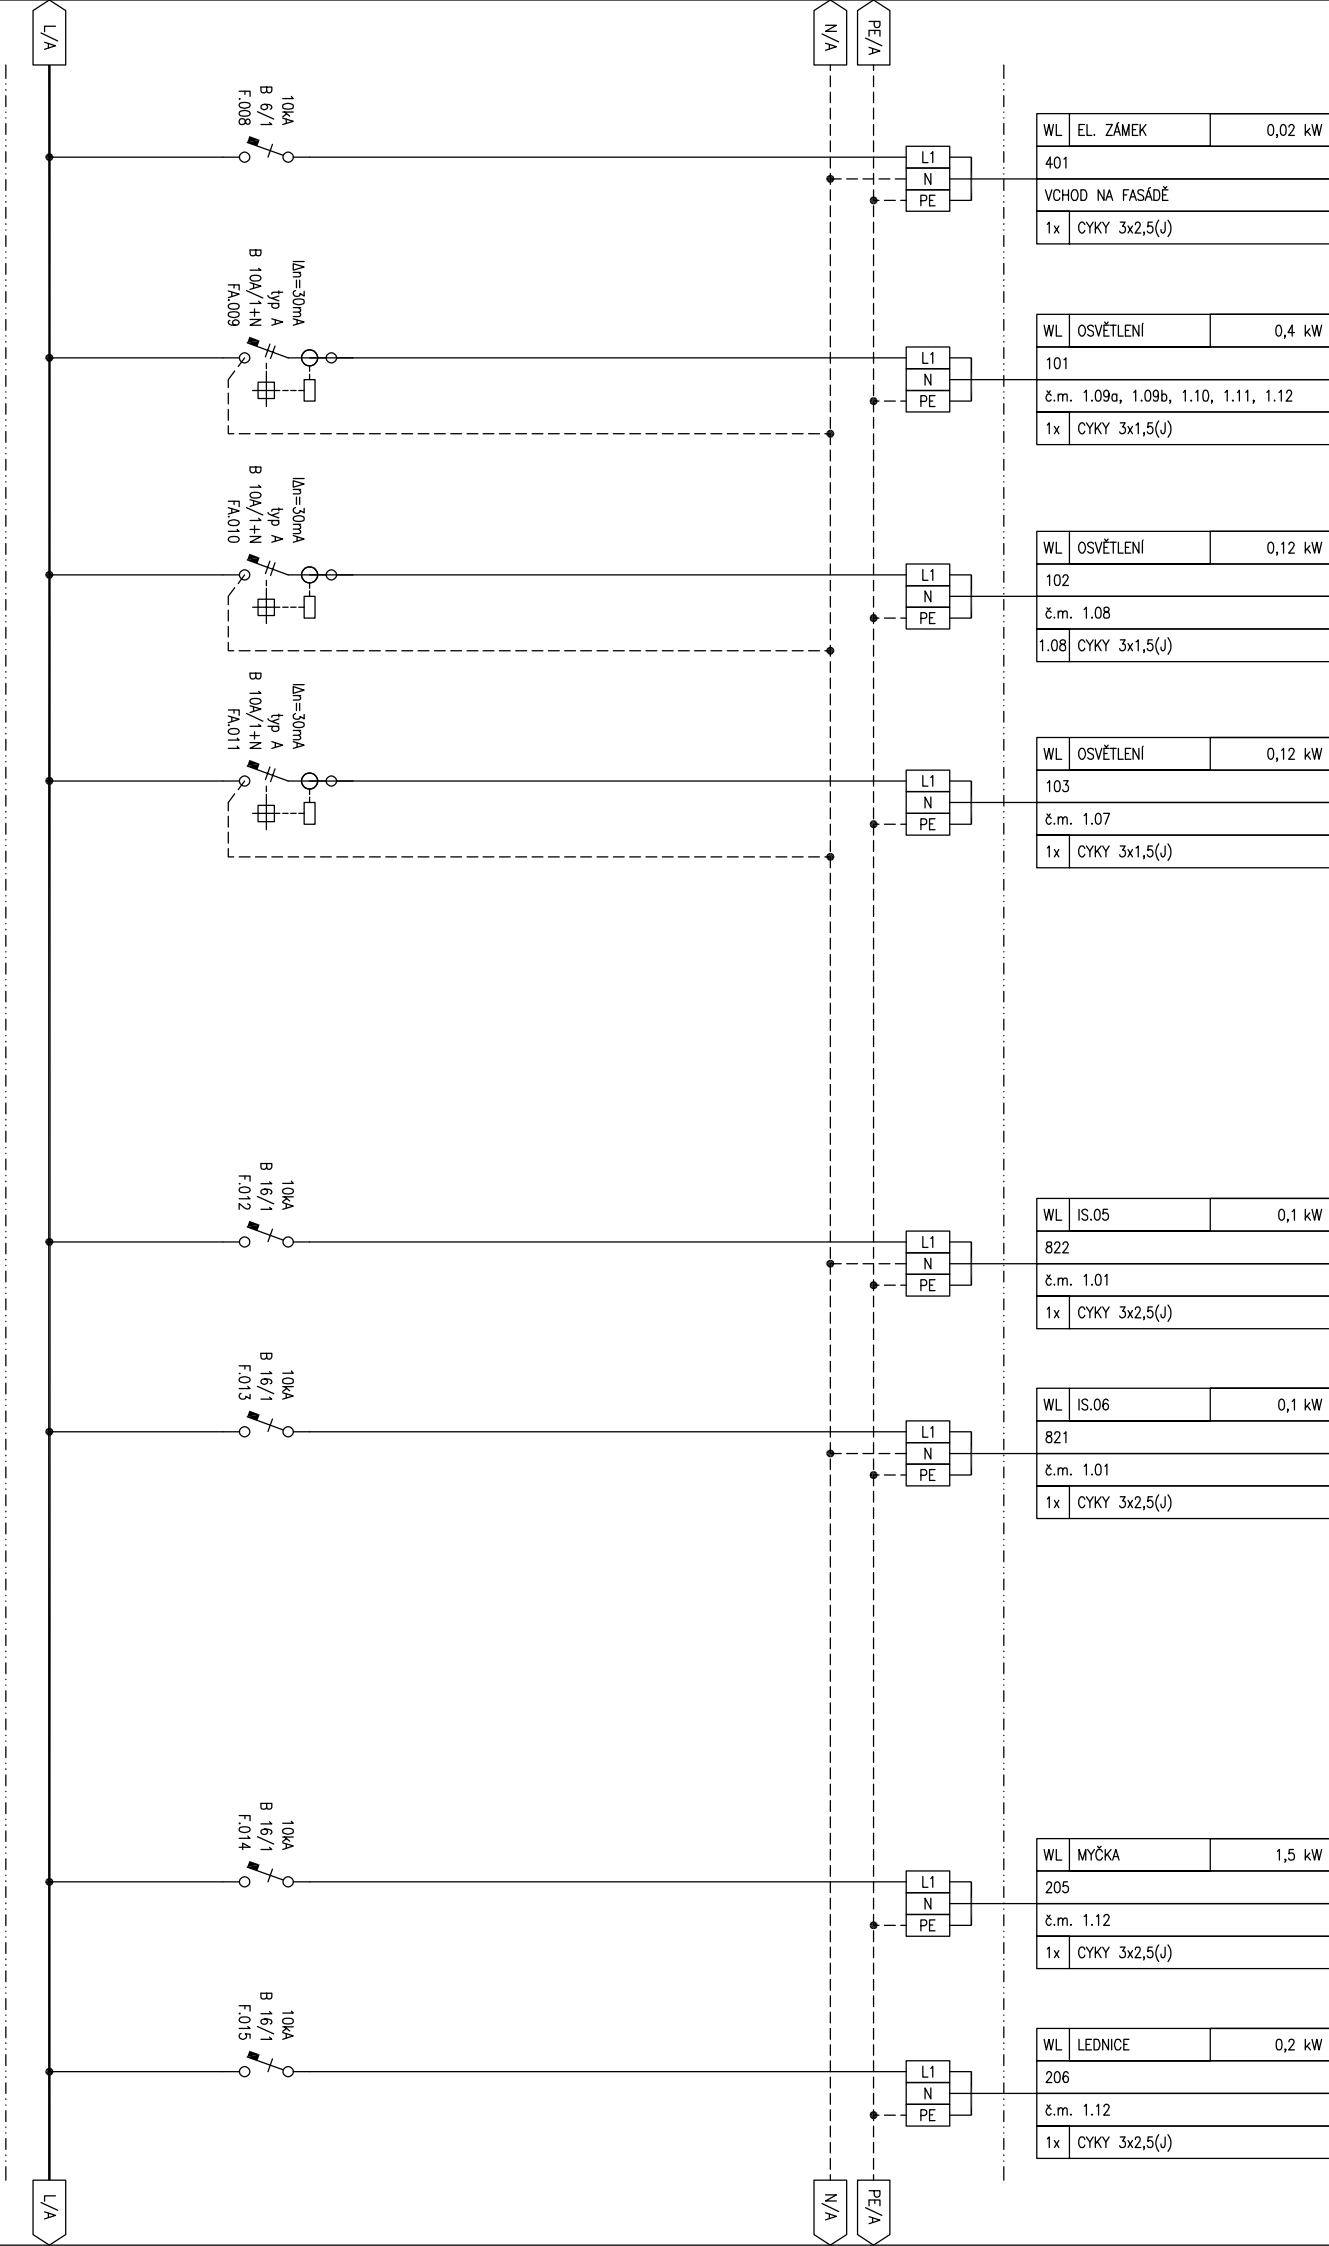 L/A
N/A
PE/A
10kA
B 6/1
F.008
L1
N
PE
WL EL. ZÁMEK 0,02 kW
401
VCHOD NA FASÁDĚ
1x CYKY 3x2,5(J)
IΔn=30mA
typ A
B 10A/1+N
FA.009
L1
N
PE
WL OSVĚTLENÍ 0,4 kW
101
č.m. 1.09a, 1.09b, 1.10, 1.11, 1.12
1x CYKY 3x1,5(J)
IΔn=30mA
typ A
B 10A/1+N
FA.010
L1
N
PE
WL OSVĚTLENÍ 0,12 kW
102
č.m. 1.08
1.08 CYKY 3x1,5(J)
IΔn=30mA
typ A
B 10A/1+N
FA.011
L1
N
PE
WL OSVĚTLENÍ 0,12 kW
103
č.m. 1.07
1x CYKY 3x1,5(J)
10kA
B 16/1
F.012
L1
N
PE
WL IS.05 0,1 kW
822
č.m. 1.01
1x CYKY 3x2,5(J)
10kA
B 16/1
F.013
L1
N
PE
WL IS.06 0,1 kW
821
č.m. 1.01
1x CYKY 3x2,5(J)
10kA
B 16/1
F.014
L1
N
PE
WL MYČKA 1,5 kW
205
č.m. 1.12
1x CYKY 3x2,5(J)
10kA
B 16/1
F.015
L1
N
PE
WL LEDNICE 0,2 kW
206
č.m. 1.12
1x CYKY 3x2,5(J)
L/A
N/A
PE/A